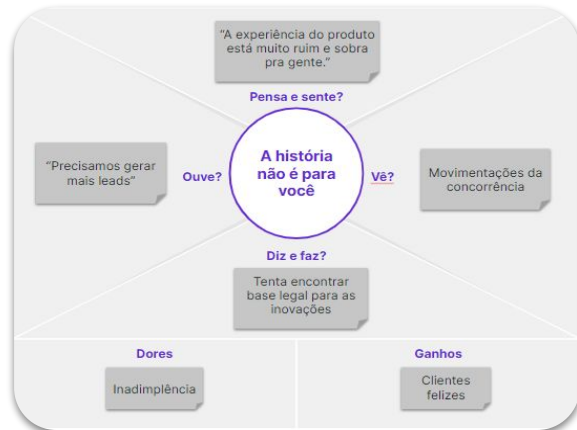 “A experiência do produto
está muito ruim e sobra
pra gente.”
Pensa e sente?
“Precisamos gerar
mais leads”
Ouve?
A história
não é para
você
Vê?
Movimentações da
concorrência
Diz e faz?
Tenta encontrar
base legal para as
inovações
Dores
Inadimplência
Ganhos
Clientes
felizes